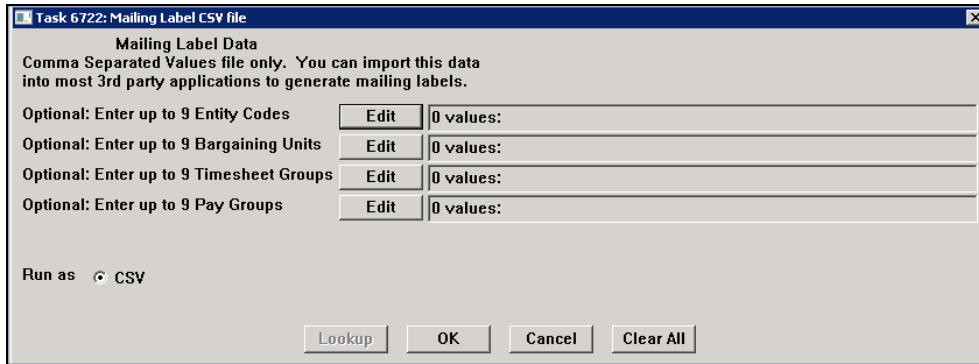 Task 6722: Mailing Label CSV file
Mailing Label Data
Comma Separated Values file only. You can import this data
into most 3rd party applications to generate mailing labels.
Optional: Enter up to 9 Entity Codes Edit 0 values:
Optional: Enter up to 9 Bargaining Units Edit 0 values:
Optional: Enter up to 9 Timesheet Groups Edit 0 values:
Optional: Enter up to 9 Pay Groups Edit 0 values:
Run as CSV
Lookup OK Cancel Clear All